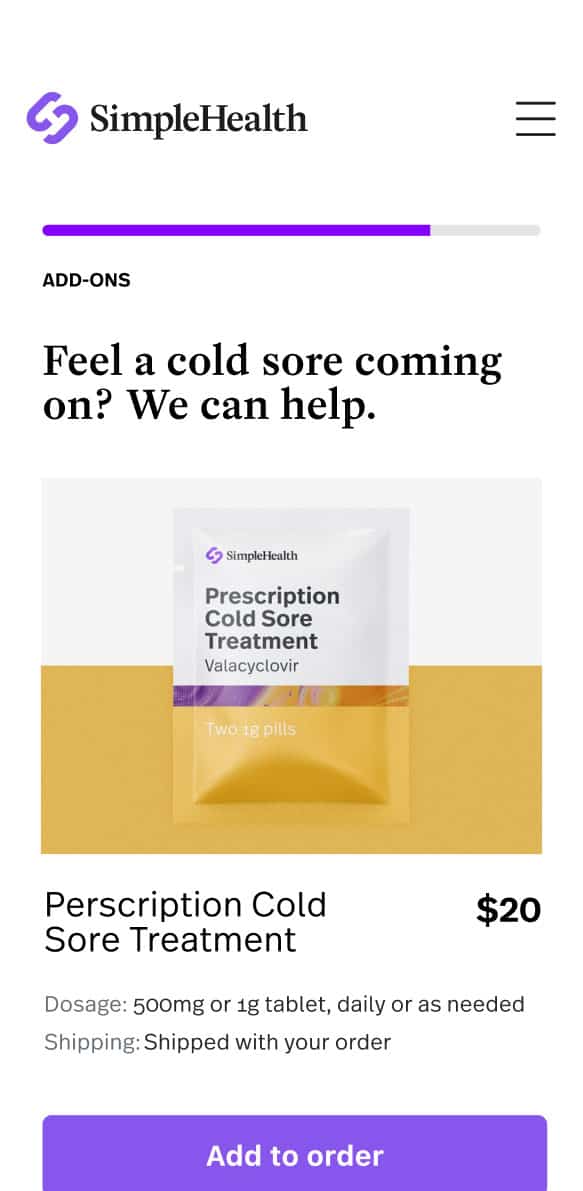 SimpleHealth
ADD-ONS
Feel a cold sore coming
on? We can help.
SimpleHealth
Prescription
Cold Sore
Treatment
Valacyclovir
Two 1g pills
Perscription Cold
Sore Treatment
$20
Dosage: 500mg or 1g tablet, daily or as needed
Shipping: Shipped with your order
Add to order